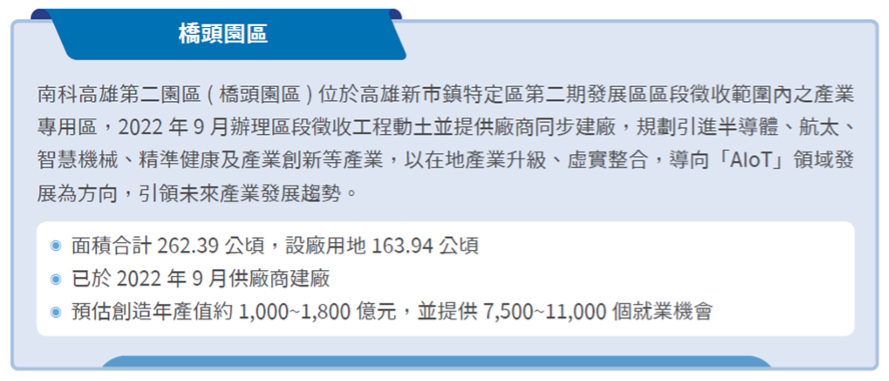 橋頭園區
南科高雄第二園區 ( 橋頭園區 ) 位於高雄新市鎮特定區第二期發展區區段徵收範圍內之產業
專用區，2022 年 9 月辦理區段徵收工程動土並提供廠商同步建廠，規劃引進半導體、航太、
智慧機械、精準健康及產業創新等產業，以在地產業升級、虛實整合，導向「AIoT」領域發
展為方向，引領未來產業發展趨勢。
面積合計 262.39 公頃，設廠用地 163.94 公頃
已於 2022 年 9 月供廠商建廠
預估創造年產值約 1,000~1,800 億元，並提供 7,500~11,000 個就業機會